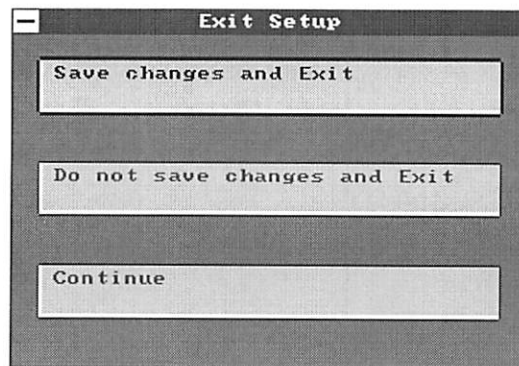 Exit Setup
Save changes and Exit
Do not save changes and Exit
Continue